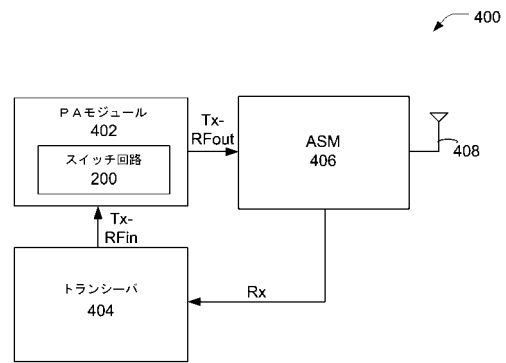 400
PAモジュール
402
スイッチ回路
200
Tx-
RFout
ASM
406
408
Tx-
RFin
トランシーバ
404
Rx